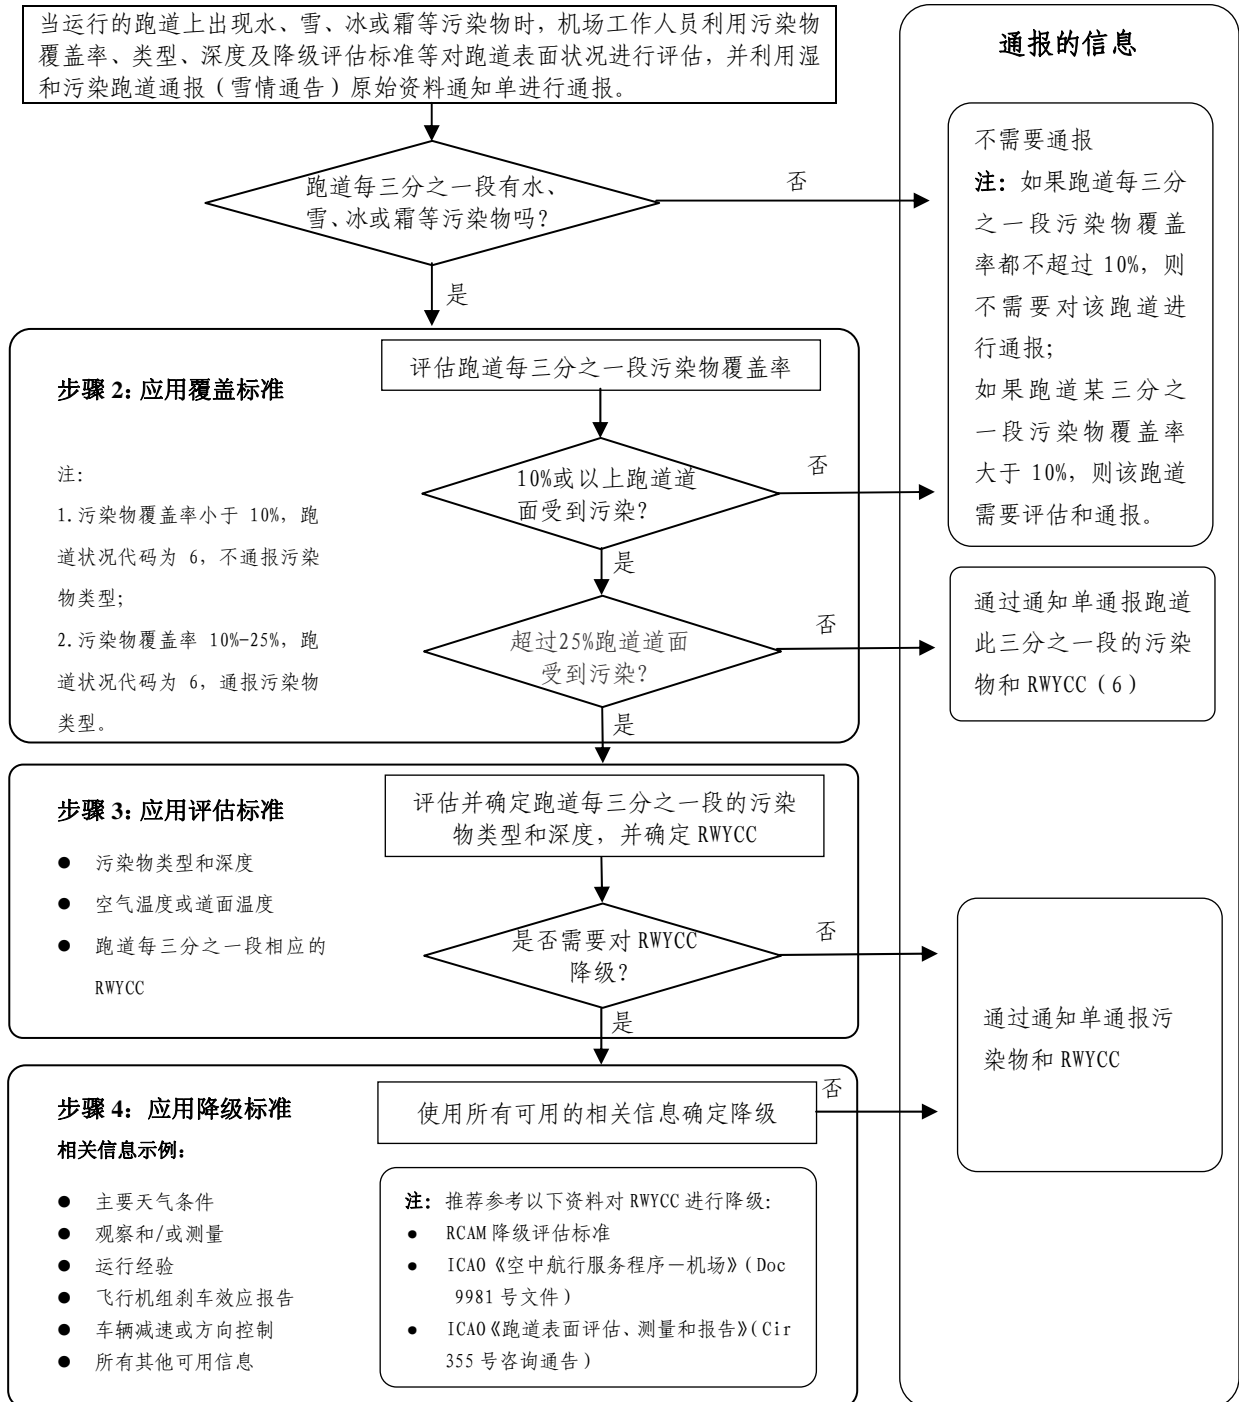 当运行的跑道上出现水、雪、冰或霜等污染物时，机场工作人员利用污染物
覆盖率、类型、深度及降级评估标准等对跑道表面状况进行评估，并利用湿
和污染跑道通报（雪情通告）原始资料通知单进行通报。
跑道每三分之一段有水、
雪、冰或霜等污染物吗？
否
是
步骤 2：应用覆盖标准
注：
1.污染物覆盖率小于 10%，跑
道状况代码为 6，不通报污染
物类型；
2.污染物覆盖率 10%-25%，跑
道状况代码为 6，通报污染物
类型。
评估跑道每三分之一段污染物覆盖率
10%或以上跑道道
面受到污染？
否
是
超过25%跑道道面
受到污染？
否
是
步骤 3：应用评估标准
● 污染物类型和深度
● 空气温度或道面温度
● 跑道每三分之一段相应的
RWYCC
评估并确定跑道每三分之一段的污染
物类型和深度，并确定 RWYCC
是否需要对 RWYCC
降级？
否
是
步骤 4：应用降级标准
相关信息示例：
● 主要天气条件
● 观察和/或测量
● 运行经验
● 飞行机组刹车效应报告
● 车辆减速或方向控制
● 所有其他可用信息
使用所有可用的相关信息确定降级
否
注：推荐参考以下资料对 RWYCC 进行降级：
● RCAM 降级评估标准
● ICAO《空中航行服务程序－机场》（Doc
9981 号文件）
● ICAO《跑道表面评估、测量和报告》（Cir
355 号咨询通告）
通报的信息
不需要通报
注：如果跑道每三分
之一段污染物覆盖
率都不超过 10%，则
不需要对该跑道进
行通报；
如果跑道某三分之
一段污染物覆盖率
大于 10%，则该跑道
需要评估和通报。
通过通知单通报跑道
此三分之一段的污染
物和 RWYCC（6）
通过通知单通报污
染物和 RWYCC